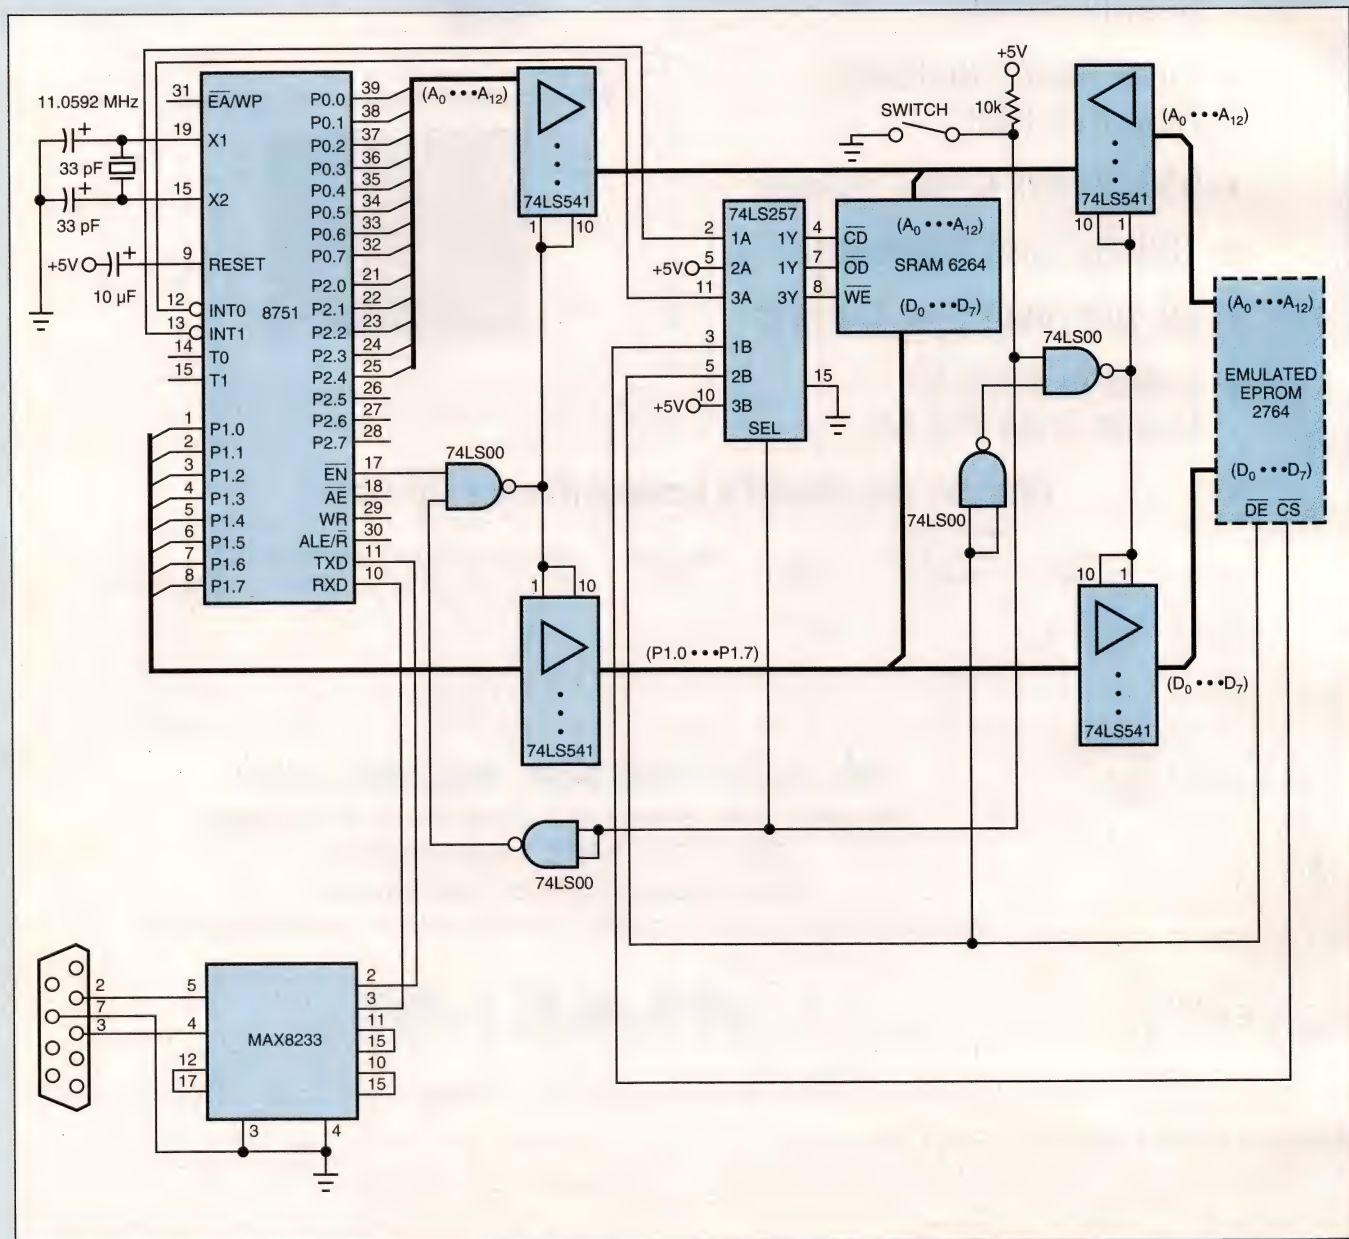 11.0592 MHz
33 pF
33 pF
+5V
10 µF
31 EA/WP
19 X1
15 X2
9 RESET
12 INT0
13 INT1
14 T0
15 T1
8751
1 P1.0
2 P1.1
3 P1.2
4 P1.3
5 P1.4
6 P1.5
7 P1.6
8 P1.7
P0.0 39
P0.1 38
P0.2 37
P0.3 36
P0.4 35
P0.5 34
P0.6 33
P0.7 32
P2.0 21
P2.1 22
P2.2 23
P2.3 24
P2.4 25
P2.5 26
P2.6 27
P2.7 28
EN 17
AE 18
WR 29
ALE/R 30
TXD 11
RXD 10
(A0•••A12)
74LS541
1 10
74LS00
1 10
74LS541
74LS00
(P1.0•••P1.7)
74LS257
2 1A
+5V 5 2A
11 3A
3 1B
5 2B
+5V 10 3B
SEL
1Y 4
1Y 7
3Y 8
15
CD
OD
WE
(A0•••A12)
SRAM 6264
(D0•••D7)
SWITCH
+5V
10k
74LS541
10 1
(A0•••A12)
74LS00
74LS00
10 1
74LS541
(D0•••D7)
(A0•••A12)
EMULATED
EPROM
2764
(D0•••D7)
DE CS
2
7
3
5
4
12
17
MAX8233
2
3
11
15
10
15
3 4